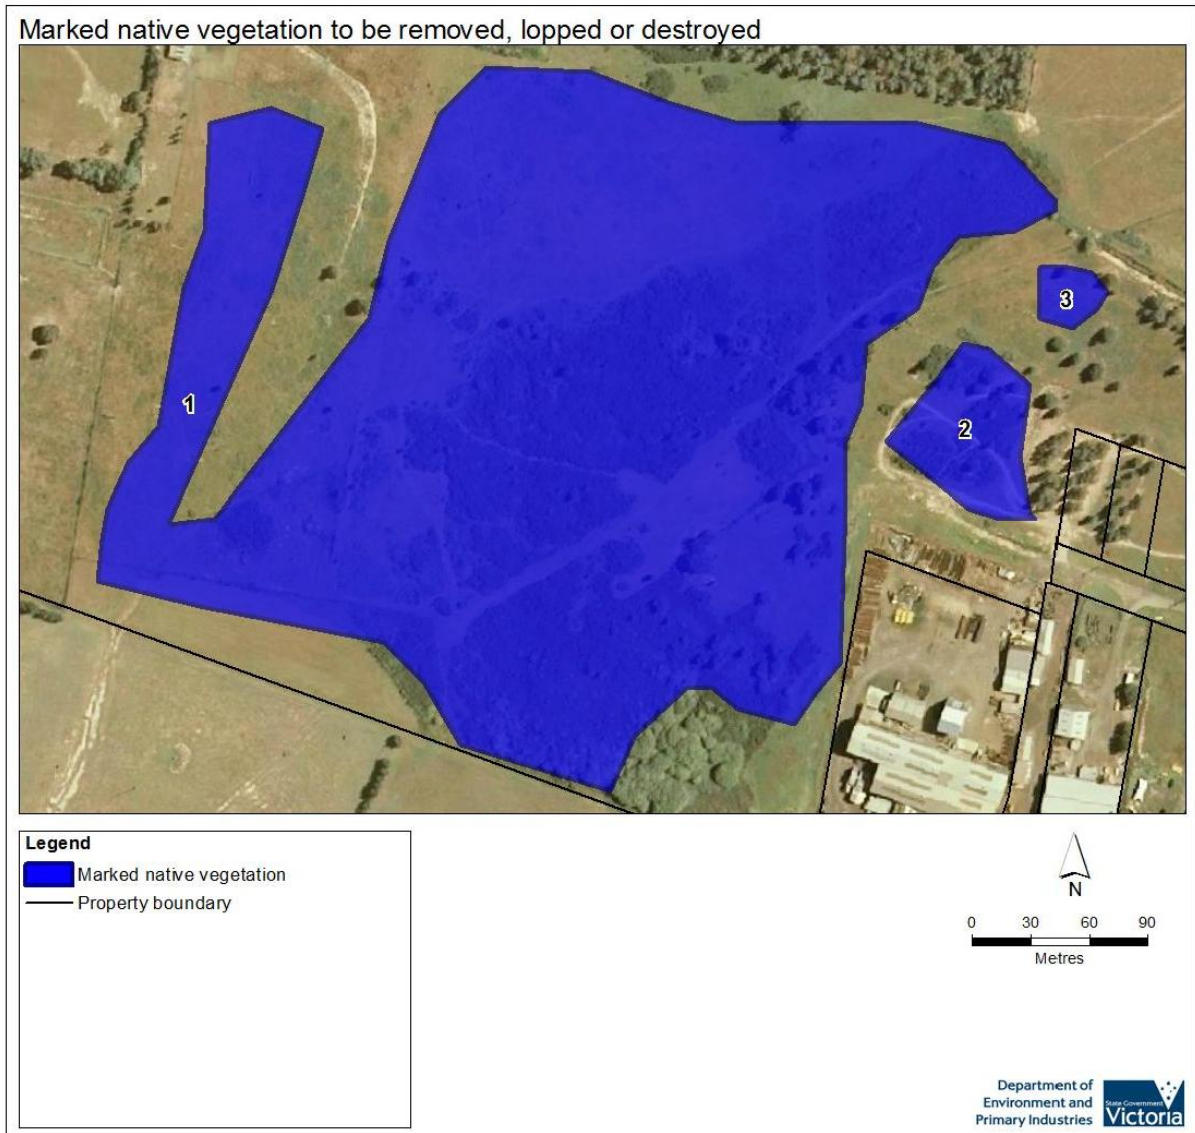 Marked native vegetation to be removed, lopped or destroyed
1
2
3
Legend
Marked native vegetation
Property boundary
N
0 30 60 90
Metres
Department of
Environment and
Primary Industries
State Government
Victoria